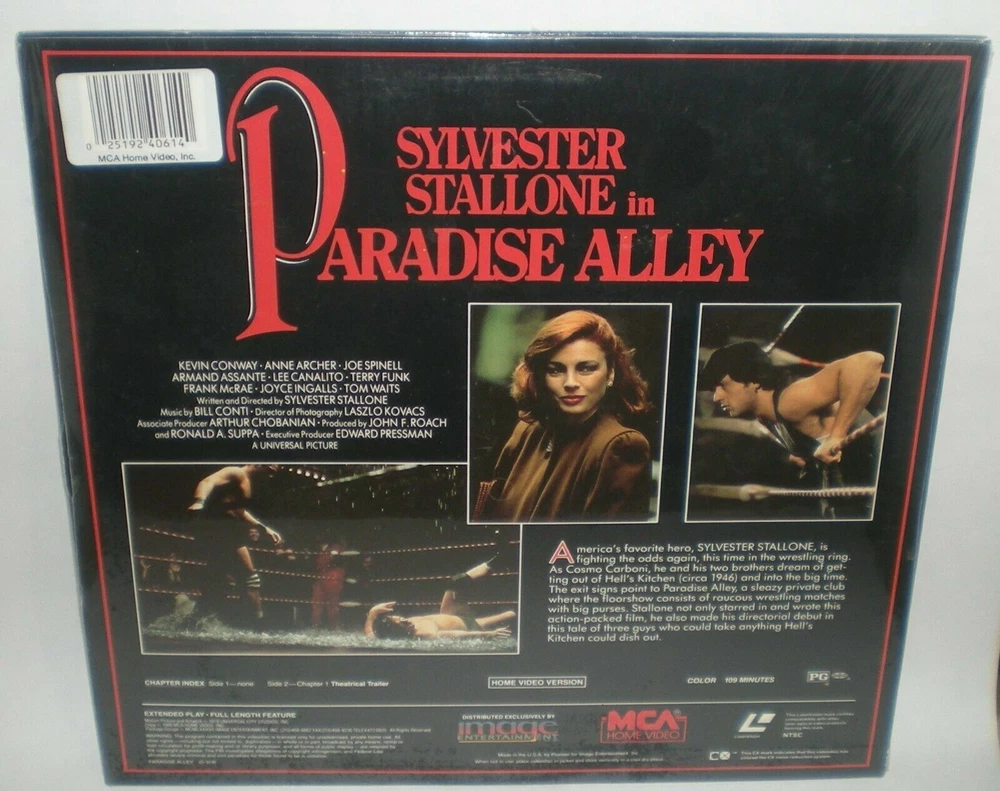 0 25192 40614
MCA Home Video, Inc.
SYLVESTER
STALLONE in
PARADISE ALLEY
KEVIN CONWAY • ANNE ARCHER • JOE SPINELL
ARMAND ASSANTE • LEE CANALITO • TERRY FUNK
FRANK McRAE • JOYCE INGALLS • TOM WAITS
Written and Directed by SYLVESTER STALLONE
Music by BILL CONTI • Director of Photography LASZLO KOVACS
Associate Producer ARTHUR CHOBANIAN • Produced by JOHN F. ROACH
and RONALD A. SUPPA • Executive Producer EDWARD PRESSMAN
A UNIVERSAL PICTURE
America's favorite hero, SYLVESTER STALLONE, is
fighting the odds again, this time in the wrestling ring.
As Cosmo Carboni, he and his two brothers dream of get-
ting out of Hell's Kitchen (circa 1946) and into the big time.
The exit signs point to Paradise Alley, a sleazy private club
where the floorshow consists of raucous wrestling matches
with big purses. Stallone not only starred in and wrote this
action-packed film, he also made his directorial debut in
this tale of three guys who could take anything Hell's
Kitchen could dish out.
CHAPTER INDEX Side 1—none Side 2—Chapter 1 Theatrical Trailer
HOME VIDEO VERSION
COLOR 109 MINUTES
PG
EXTENDED PLAY • FULL LENGTH FEATURE
DISTRIBUTED EXCLUSIVELY BY
image
ENTERTAINMENT
MCA
HOME VIDEO
NTSC
CX
PARADISE ALLEY